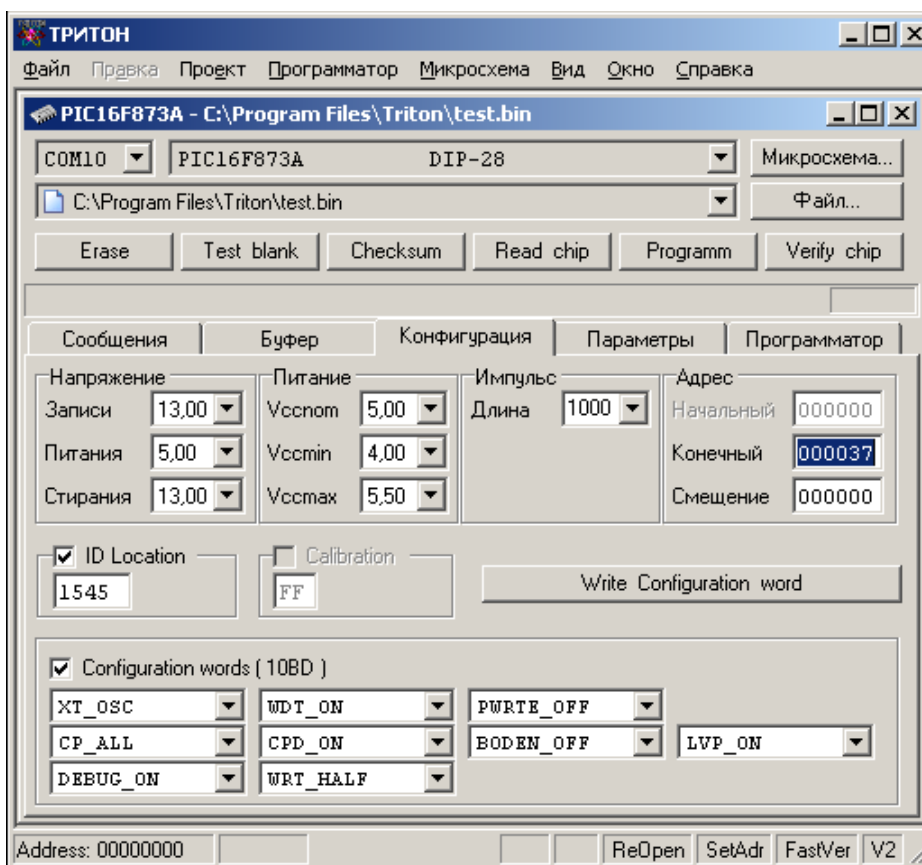 ТРИТОН
Файл Правка Проект Программатор Микросхема Вид Окно Справка
PIC16F873A - C:\Program Files\Triton\test.bin
COM10 PIC16F873A DIP-28 Микросхема...
C:\Program Files\Triton\test.bin Файл...
Erase Test blank Checksum Read chip Programm Verify chip
Сообщения Буфер Конфигурация Параметры Программатор
Напряжение Питание Импульс Адрес
Записи 13,00 Vccnom 5,00 Длина 1000 Начальный 000000
Питания 5,00 Vccmin 4,00 Конечный 000037
Стирания 13,00 Vccmax 5,50 Смещение 000000
ID Location Calibration
1545 FF Write Configuration word
Configuration words ( 10BD )
XT_OSC WDT_ON PWRTE_OFF
CP_ALL CPD_ON BODEN_OFF LVP_ON
DEBUG_ON WRT_HALF
Address: 00000000 ReOpen SetAdr FastVer V2